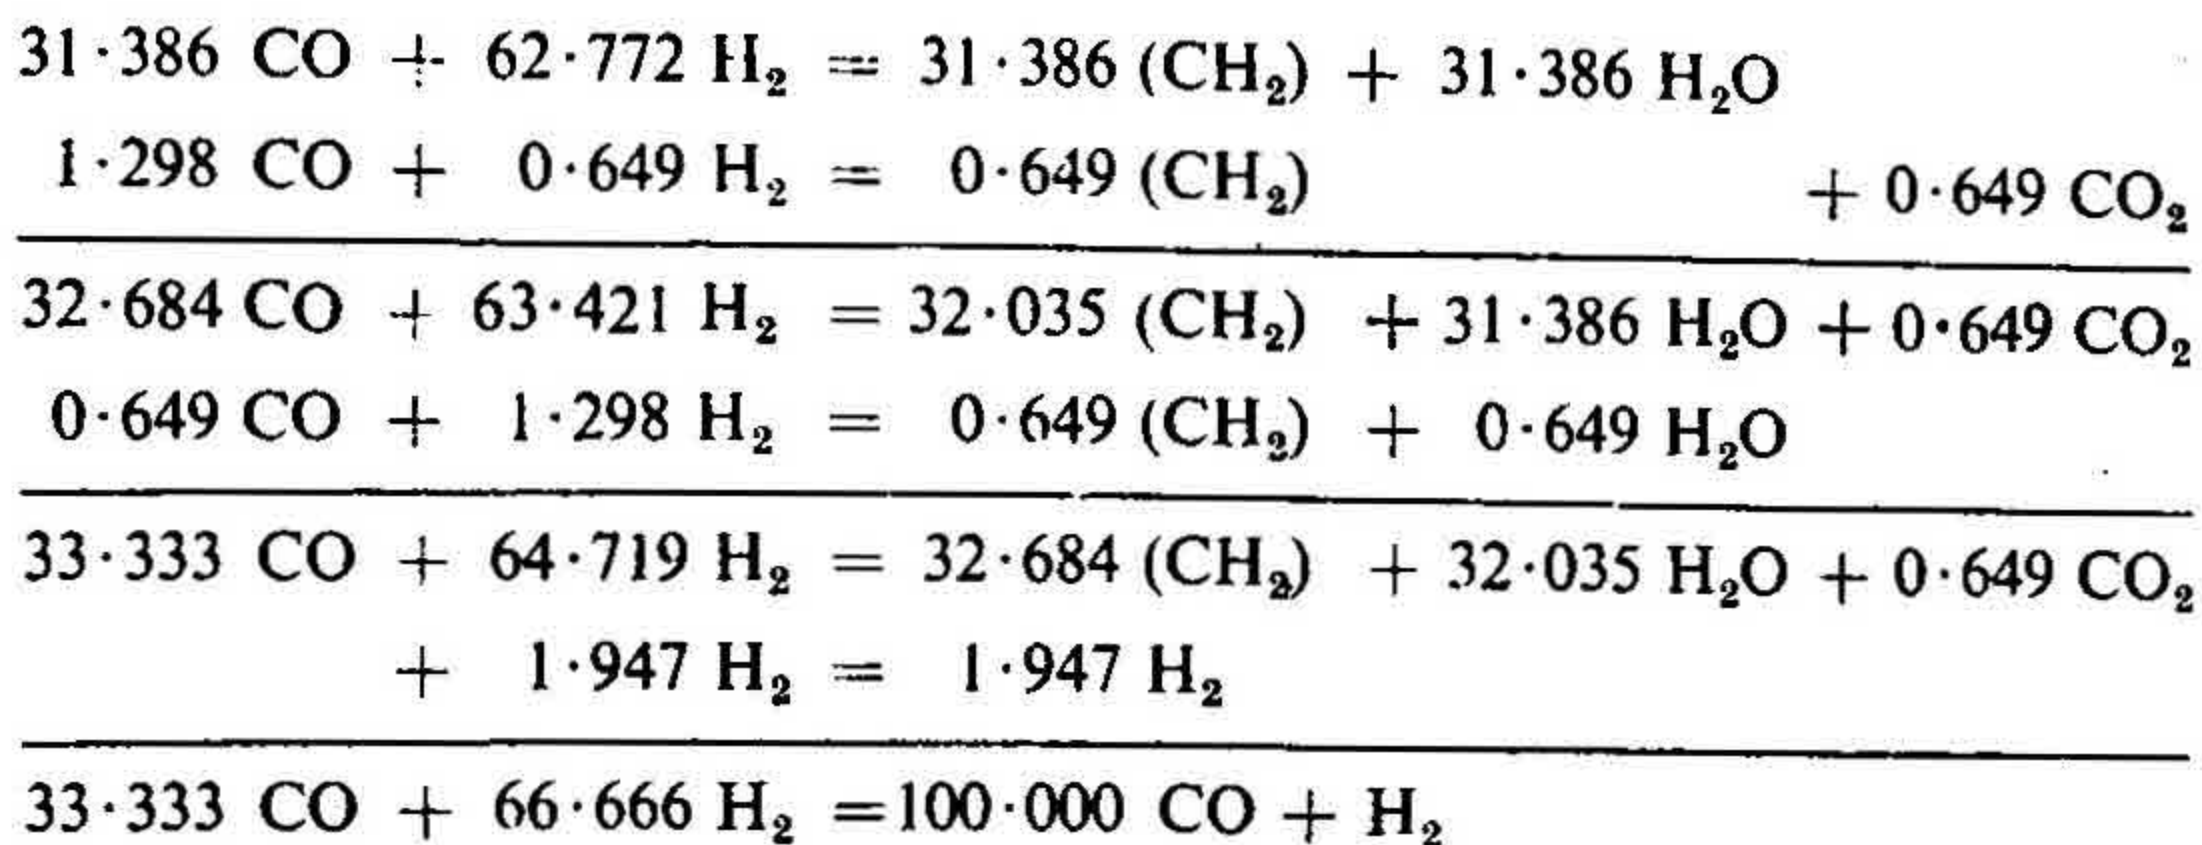 31·386 CO + 62·772 H₂ = 31·386 (CH₂) + 31·386 H₂O
1·298 CO + 0·649 H₂ = 0·649 (CH₂) + 0·649 CO₂
32·684 CO + 63·421 H₂ = 32·035 (CH₂) + 31·386 H₂O + 0·649 CO₂
0·649 CO + 1·298 H₂ = 0·649 (CH₂) + 0·649 H₂O
33·333 CO + 64·719 H₂ = 32·684 (CH₂) + 32·035 H₂O + 0·649 CO₂
+ 1·947 H₂ = 1·947 H₂
33·333 CO + 66·666 H₂ =100·000 CO + H₂